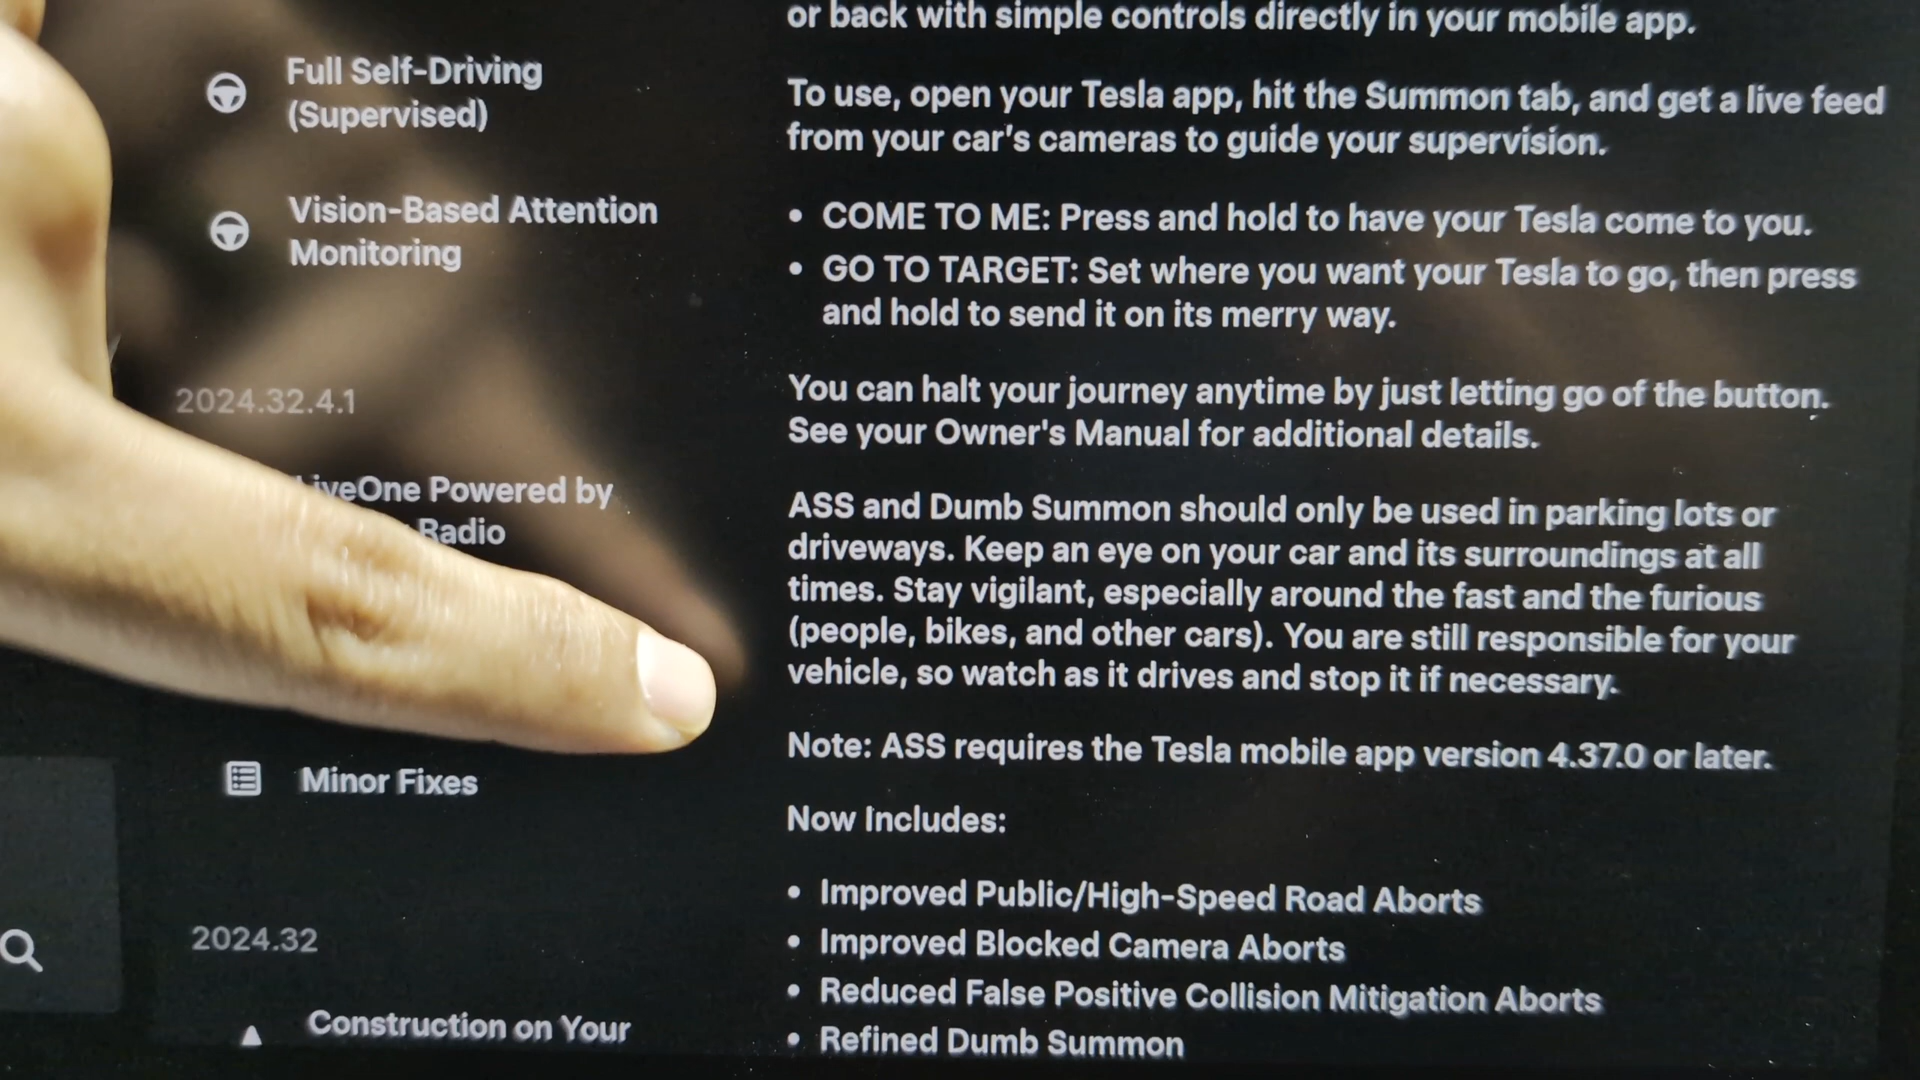 Full Self-Driving
(Supervised)
Vision-Based Attention
Monitoring
2024.32.4.1
LiveOne Powered by
Radio
Minor Fixes
2024.32
Construction on Your
or back with simple controls directly in your mobile app.
To use, open your Tesla app, hit the Summon tab, and get a live feed
from your car's cameras to guide your supervision.
• COME TO ME: Press and hold to have your Tesla come to you.
• GO TO TARGET: Set where you want your Tesla to go, then press
and hold to send it on its merry way.
You can halt your journey anytime by just letting go of the button.
See your Owner's Manual for additional details.
ASS and Dumb Summon should only be used in parking lots or
driveways. Keep an eye on your car and its surroundings at all
times. Stay vigilant, especially around the fast and the furious
(people, bikes, and other cars). You are still responsible for your
vehicle, so watch as it drives and stop it if necessary.
Note: ASS requires the Tesla mobile app version 4.37.0 or later.
Now Includes:
• Improved Public/High-Speed Road Aborts
• Improved Blocked Camera Aborts
• Reduced False Positive Collision Mitigation Aborts
• Refined Dumb Summon